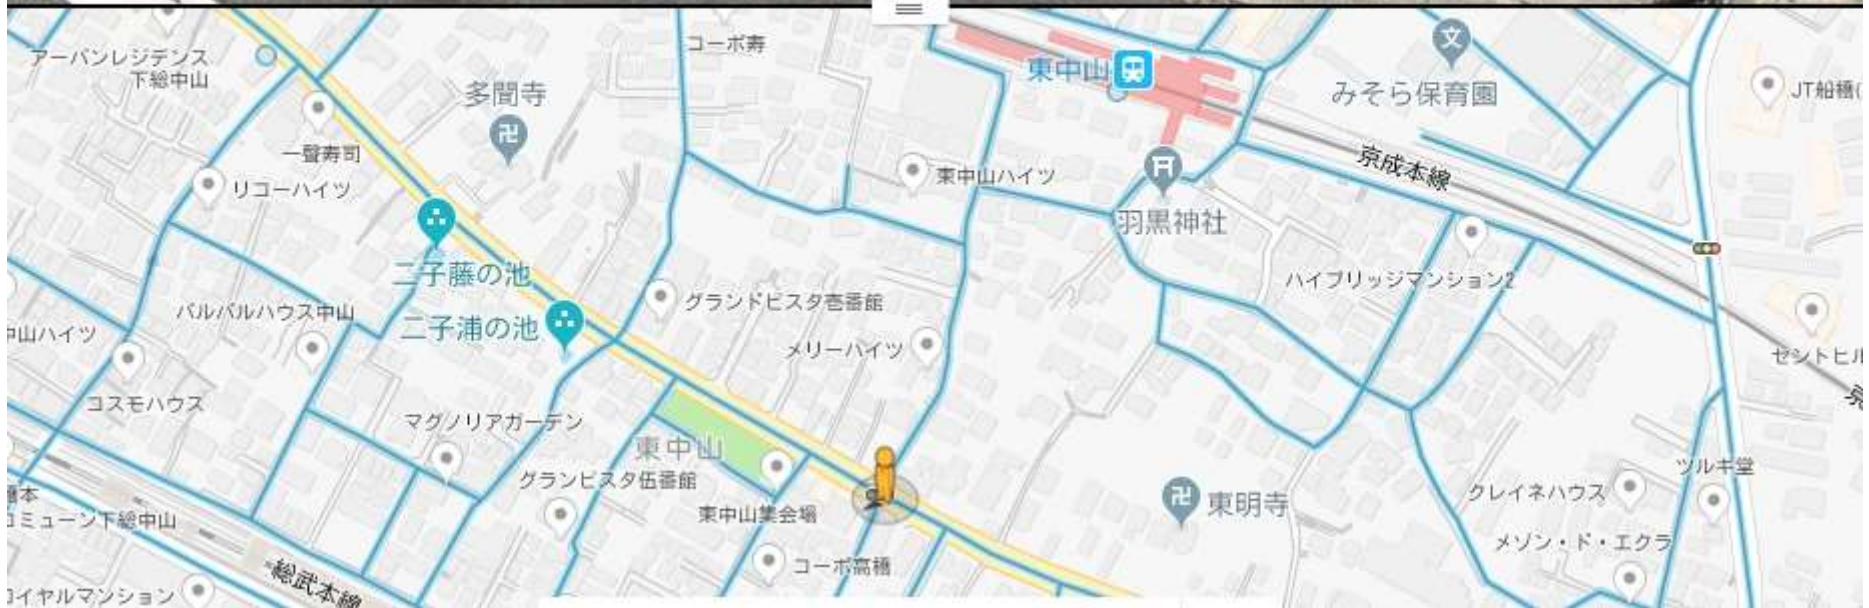 コーポ寿
アーバンレジデンス
下総中山
東中山
多聞寺
みそら保育園
JT船橋(
一聲寿司
京成本線
リコーハイツ
東中山ハイツ
羽黒神社
二子藤の池
ハイブリッジマンション2
グランドビスタ壱番館
バルバルハウス中山
二子浦の池
中山ハイツ
メリーハイツ
セントヒル
コスモハウス
京
マグノリアガーデン
東中山
ツルキ堂
グランビスタ伍番館
クレイネハウス
東明寺
橋本
東中山集会場
コミューン下総中山
メゾン・ド・エクラ
コーポ高橋
総武本線
ロイヤルマンション